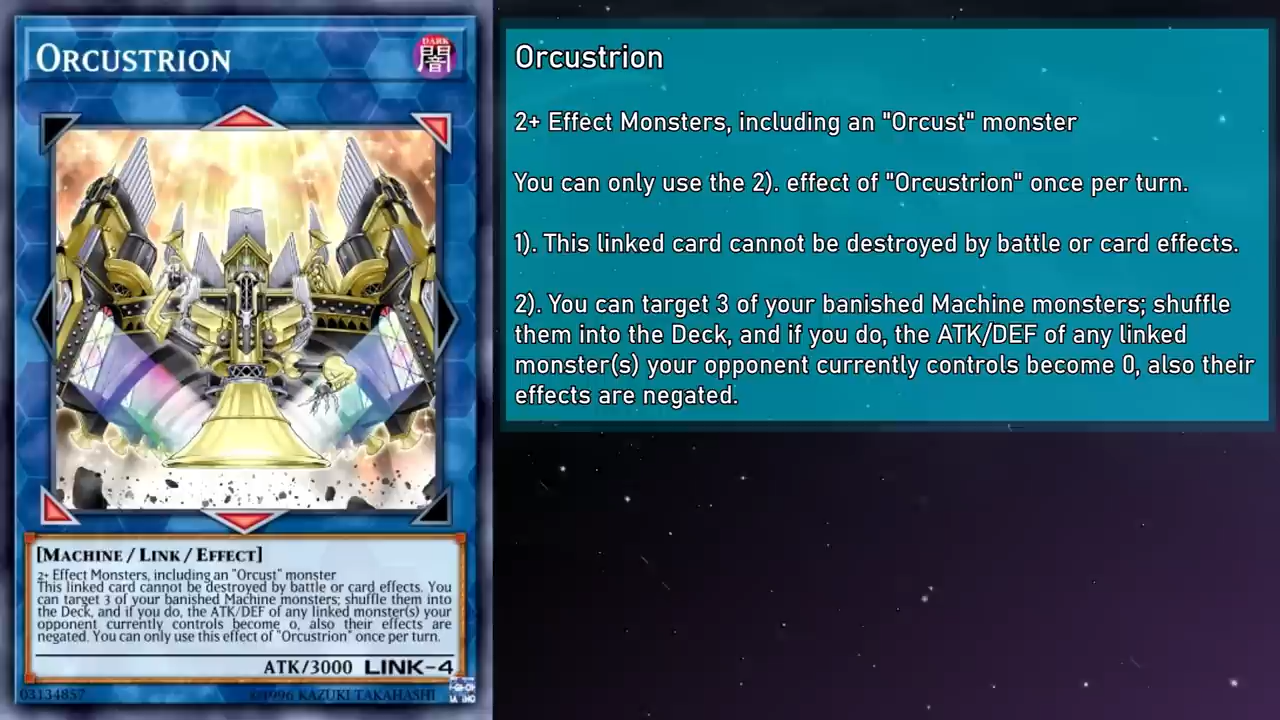 ORCUSTRION
DARK
闇
[MACHINE / LINK / EFFECT]
2+ Effect Monsters, including an "Orcust" monster
This linked card cannot be destroyed by battle or card effects. You
can target 3 of your banished Machine monsters; shuffle them into
the Deck, and if you do, the ATK/DEF of any linked monster(s) your
opponent currently controls become 0, also their effects are
negated. You can only use this effect of "Orcustrion" once per turn.
ATK/3000 LINK-4
03134857 ©1996 KAZUKI TAKAHASHI
Orcustrion
2+ Effect Monsters, including an "Orcust" monster
You can only use the 2). effect of "Orcustrion" once per turn.
1). This linked card cannot be destroyed by battle or card effects.
2). You can target 3 of your banished Machine monsters; shuffle
them into the Deck, and if you do, the ATK/DEF of any linked
monster(s) your opponent currently controls become 0, also their
effects are negated.